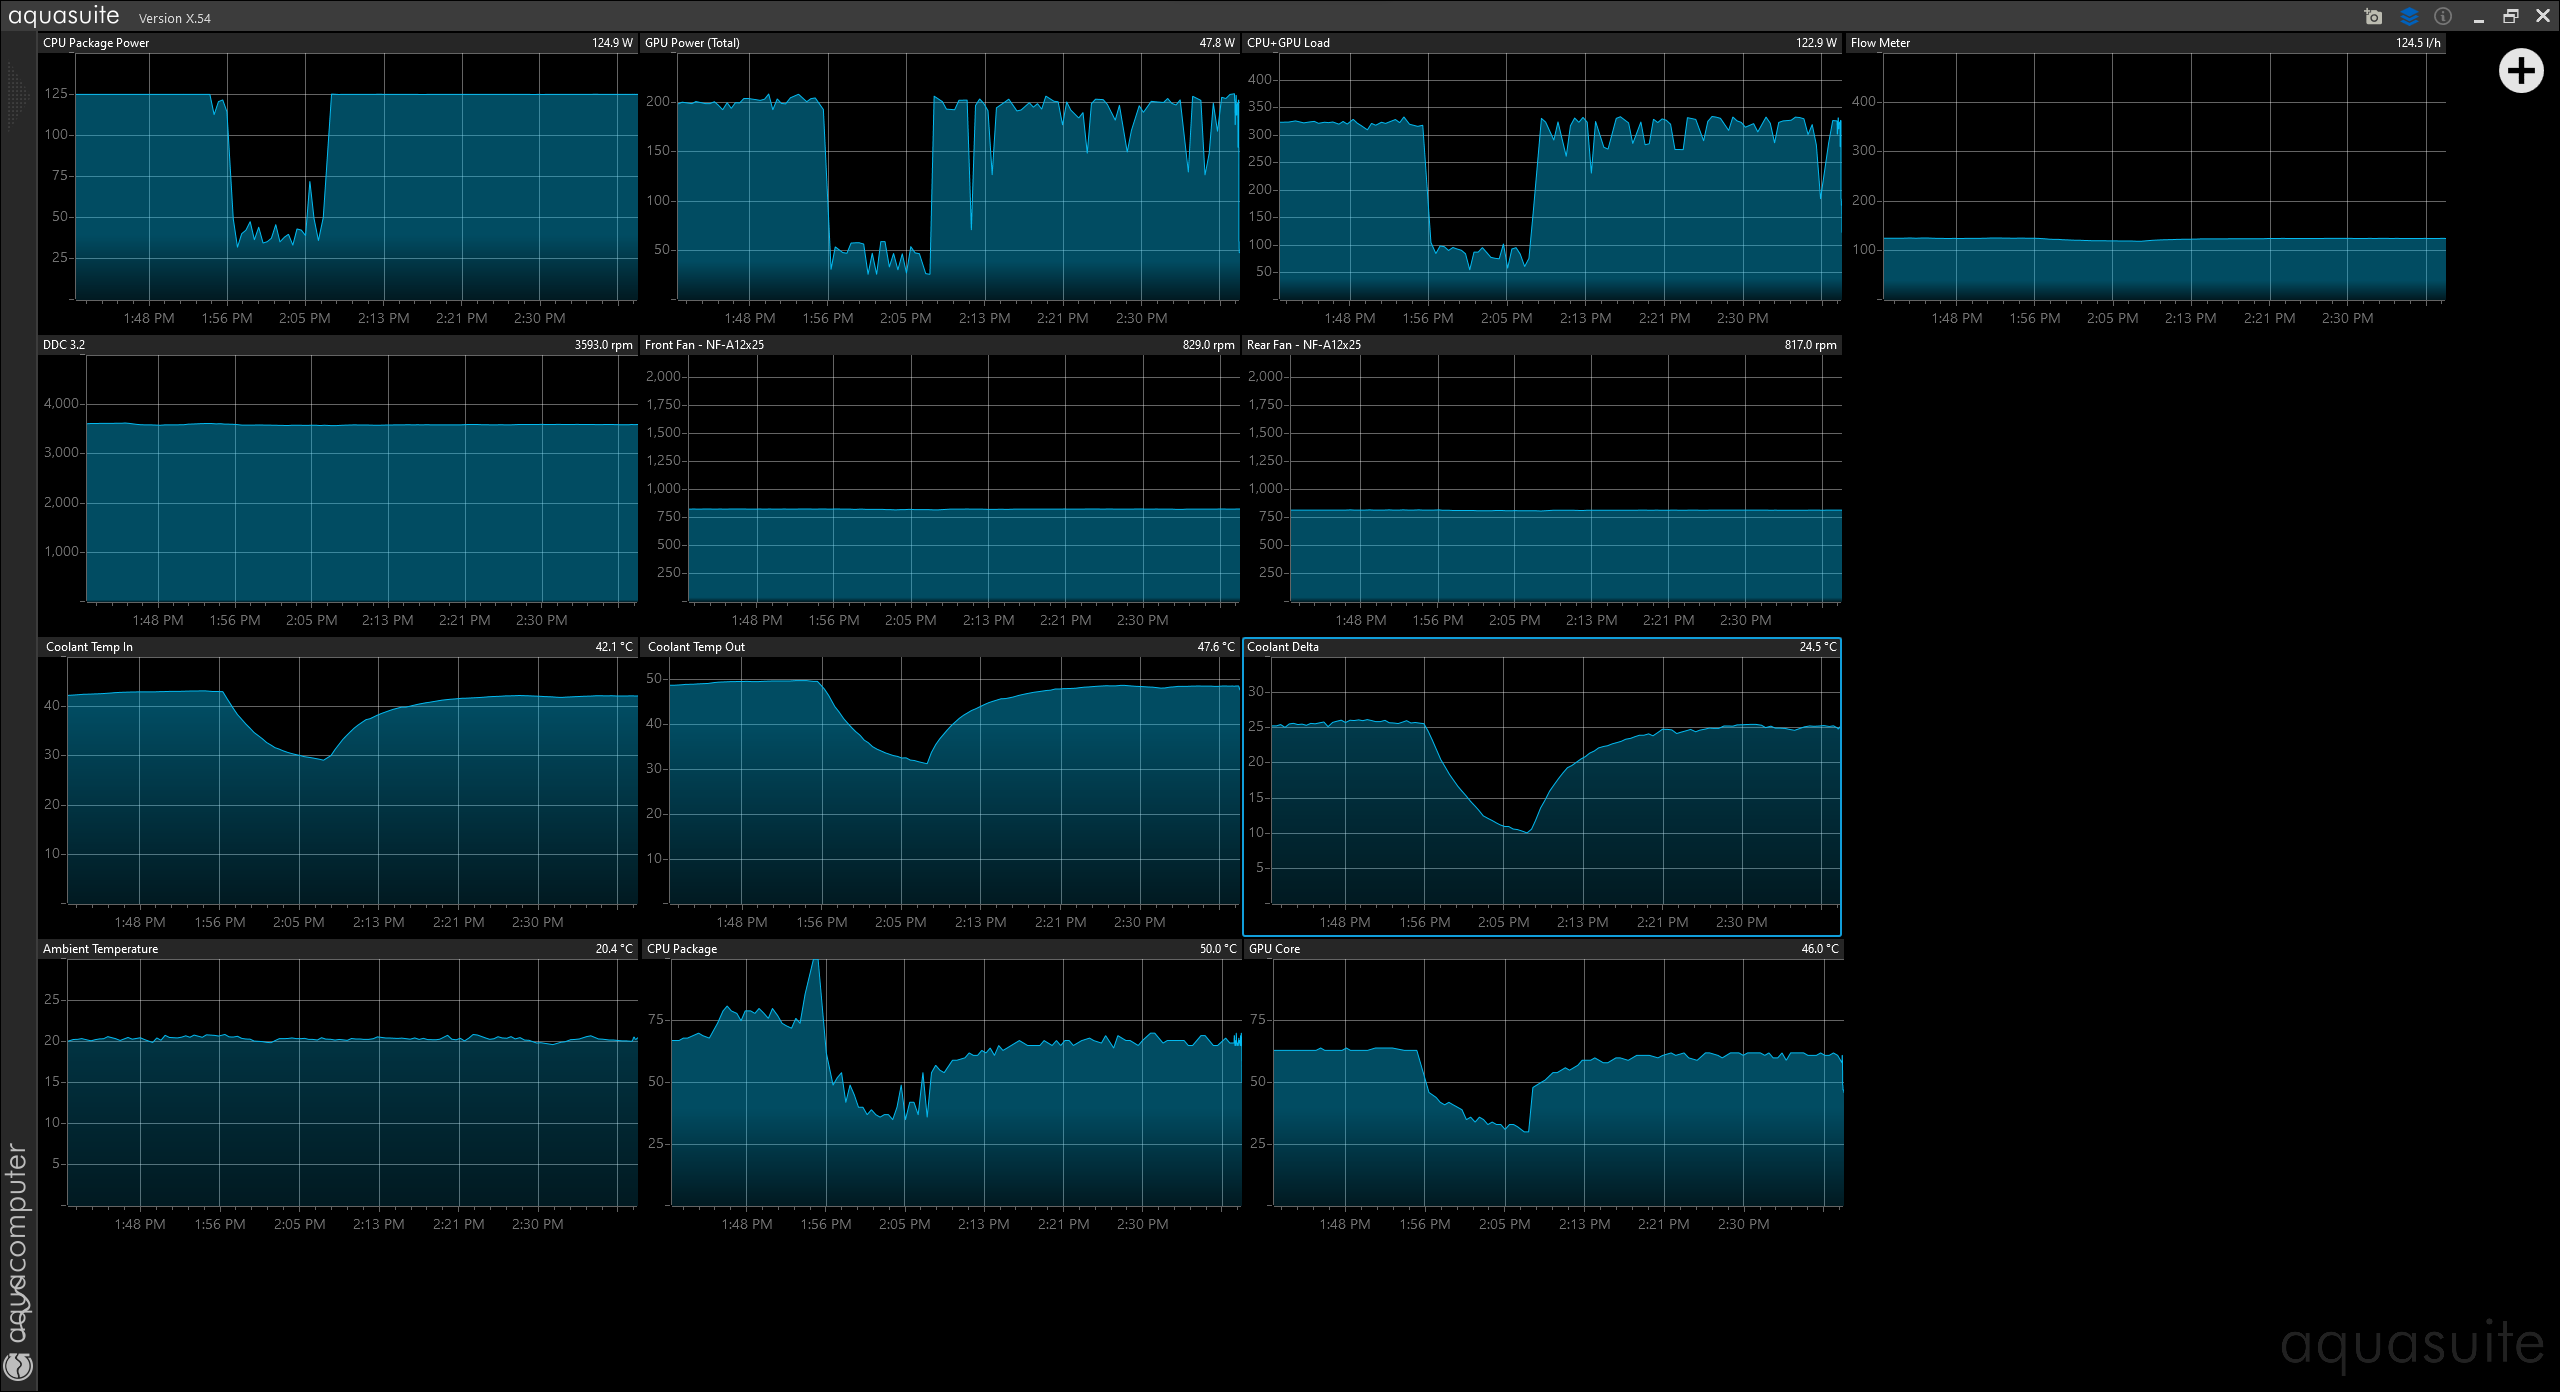 aquasuite Version X.54
CPU Package Power 124.9 W
125
100
75
50
25
1:48 PM 1:56 PM 2:05 PM 2:13 PM 2:21 PM 2:30 PM
GPU Power (Total) 47.8 W
200
150
100
50
1:48 PM 1:56 PM 2:05 PM 2:13 PM 2:21 PM 2:30 PM
CPU+GPU Load 122.9 W
400
350
300
250
200
150
100
50
1:48 PM 1:56 PM 2:05 PM 2:13 PM 2:21 PM 2:30 PM
Flow Meter 124.5 l/h
400
300
200
100
1:48 PM 1:56 PM 2:05 PM 2:13 PM 2:21 PM 2:30 PM
DDC 3.2 3593.0 rpm
4,000
3,000
2,000
1,000
1:48 PM 1:56 PM 2:05 PM 2:13 PM 2:21 PM 2:30 PM
Front Fan - NF-A12x25 829.0 rpm
2,000
1,750
1,500
1,250
1,000
750
500
250
1:48 PM 1:56 PM 2:05 PM 2:13 PM 2:21 PM 2:30 PM
Rear Fan - NF-A12x25 817.0 rpm
2,000
1,750
1,500
1,250
1,000
750
500
250
1:48 PM 1:56 PM 2:05 PM 2:13 PM 2:21 PM 2:30 PM
Coolant Temp In 42.1 °C
40
30
20
10
1:48 PM 1:56 PM 2:05 PM 2:13 PM 2:21 PM 2:30 PM
Coolant Temp Out 47.6 °C
50
40
30
20
10
1:48 PM 1:56 PM 2:05 PM 2:13 PM 2:21 PM 2:30 PM
Coolant Delta 24.5 °C
30
25
20
15
10
5
1:48 PM 1:56 PM 2:05 PM 2:13 PM 2:21 PM 2:30 PM
Ambient Temperature 20.4 °C
25
20
15
10
5
1:48 PM 1:56 PM 2:05 PM 2:13 PM 2:21 PM 2:30 PM
CPU Package 50.0 °C
75
50
25
1:48 PM 1:56 PM 2:05 PM 2:13 PM 2:21 PM 2:30 PM
GPU Core 46.0 °C
75
50
25
1:48 PM 1:56 PM 2:05 PM 2:13 PM 2:21 PM 2:30 PM
aquacomputer
aquasuite